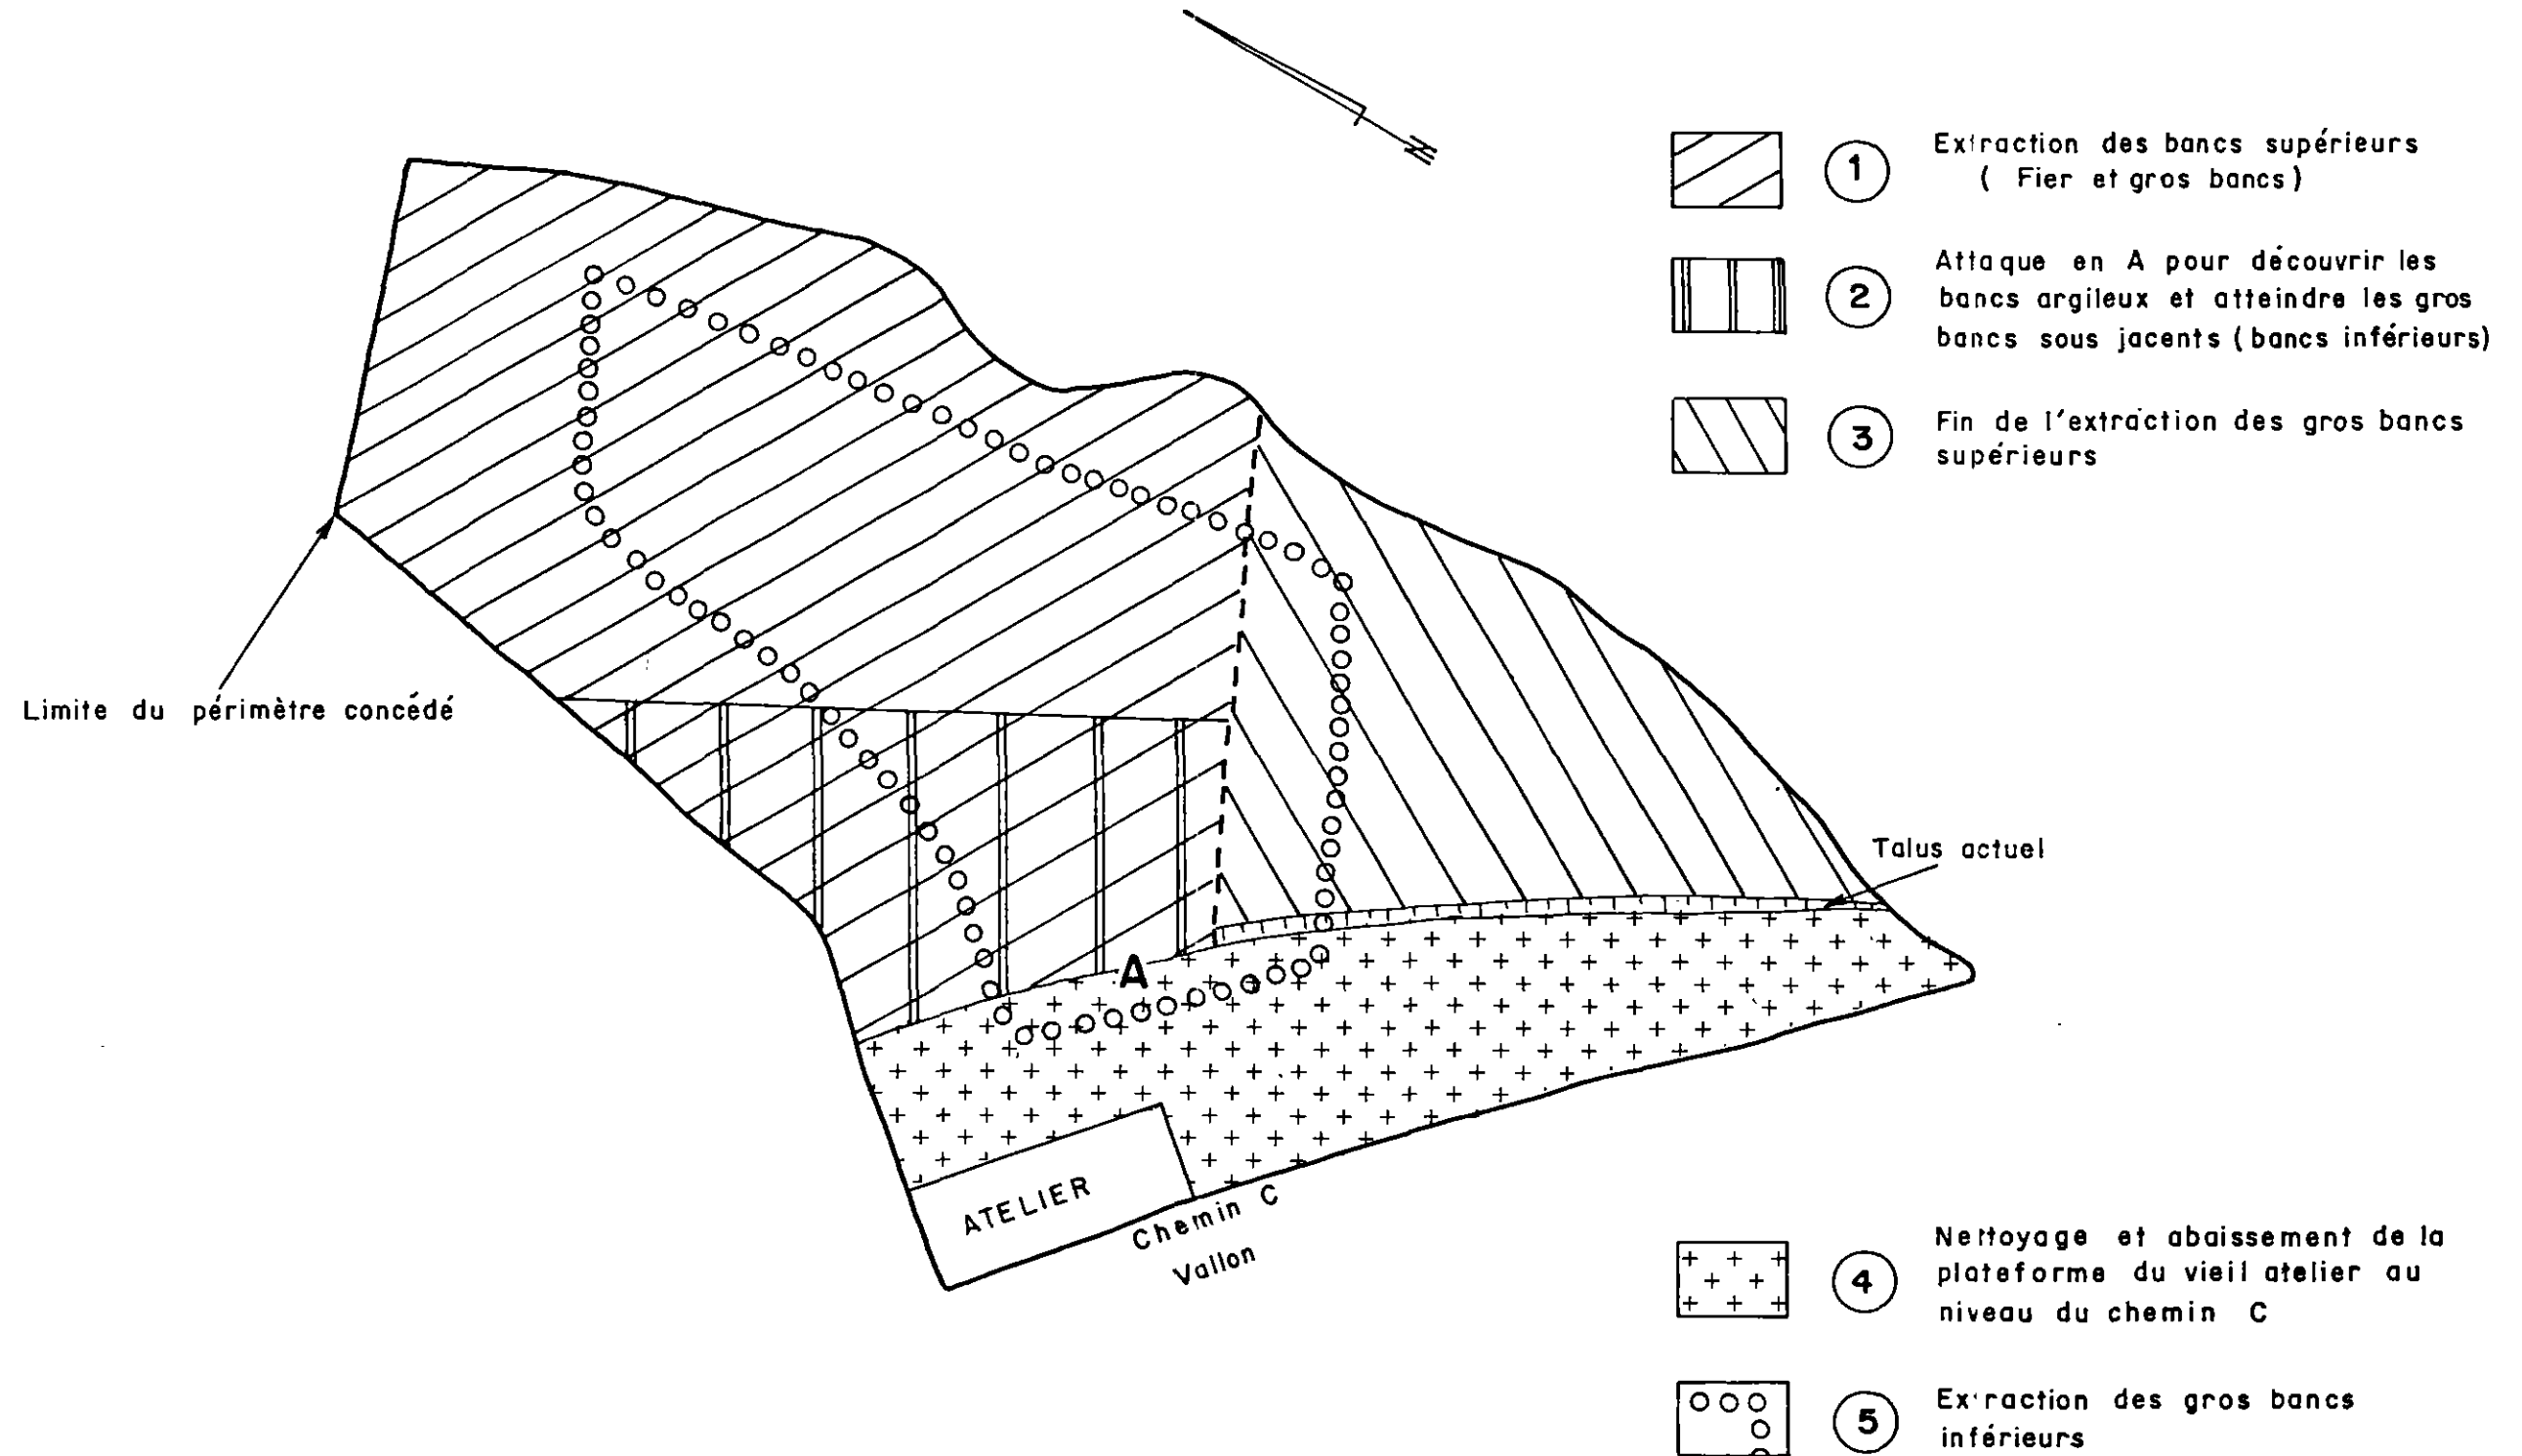 N
1
Extraction des bancs supérieurs
( Fier et gros bancs)
2
Attaque en A pour découvrir les
bancs argileux et atteindre les gros
bancs sous jacents (bancs inférieurs)
3
Fin de l'extraction des gros bancs
supérieurs
Limite du périmètre concédé
Talus actuel
A
ATELIER
Chemin C
Vallon
4
Nettoyage et abaissement de la
plateforme du vieil atelier au
niveau du chemin C
5
Extraction des gros bancs
inférieurs